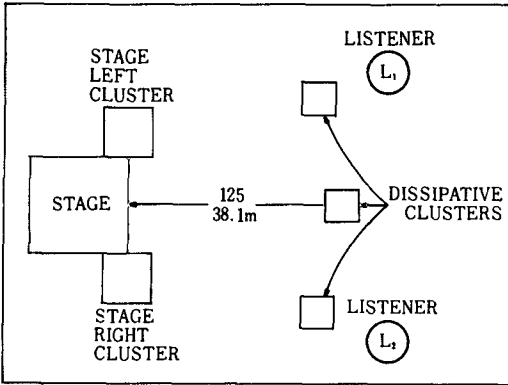 STAGE
LEFT
CLUSTER
LISTENER
L₁
STAGE
125
38.1m
DISSIPATIVE
CLUSTERS
STAGE
RIGHT
CLUSTER
LISTENER
L₂